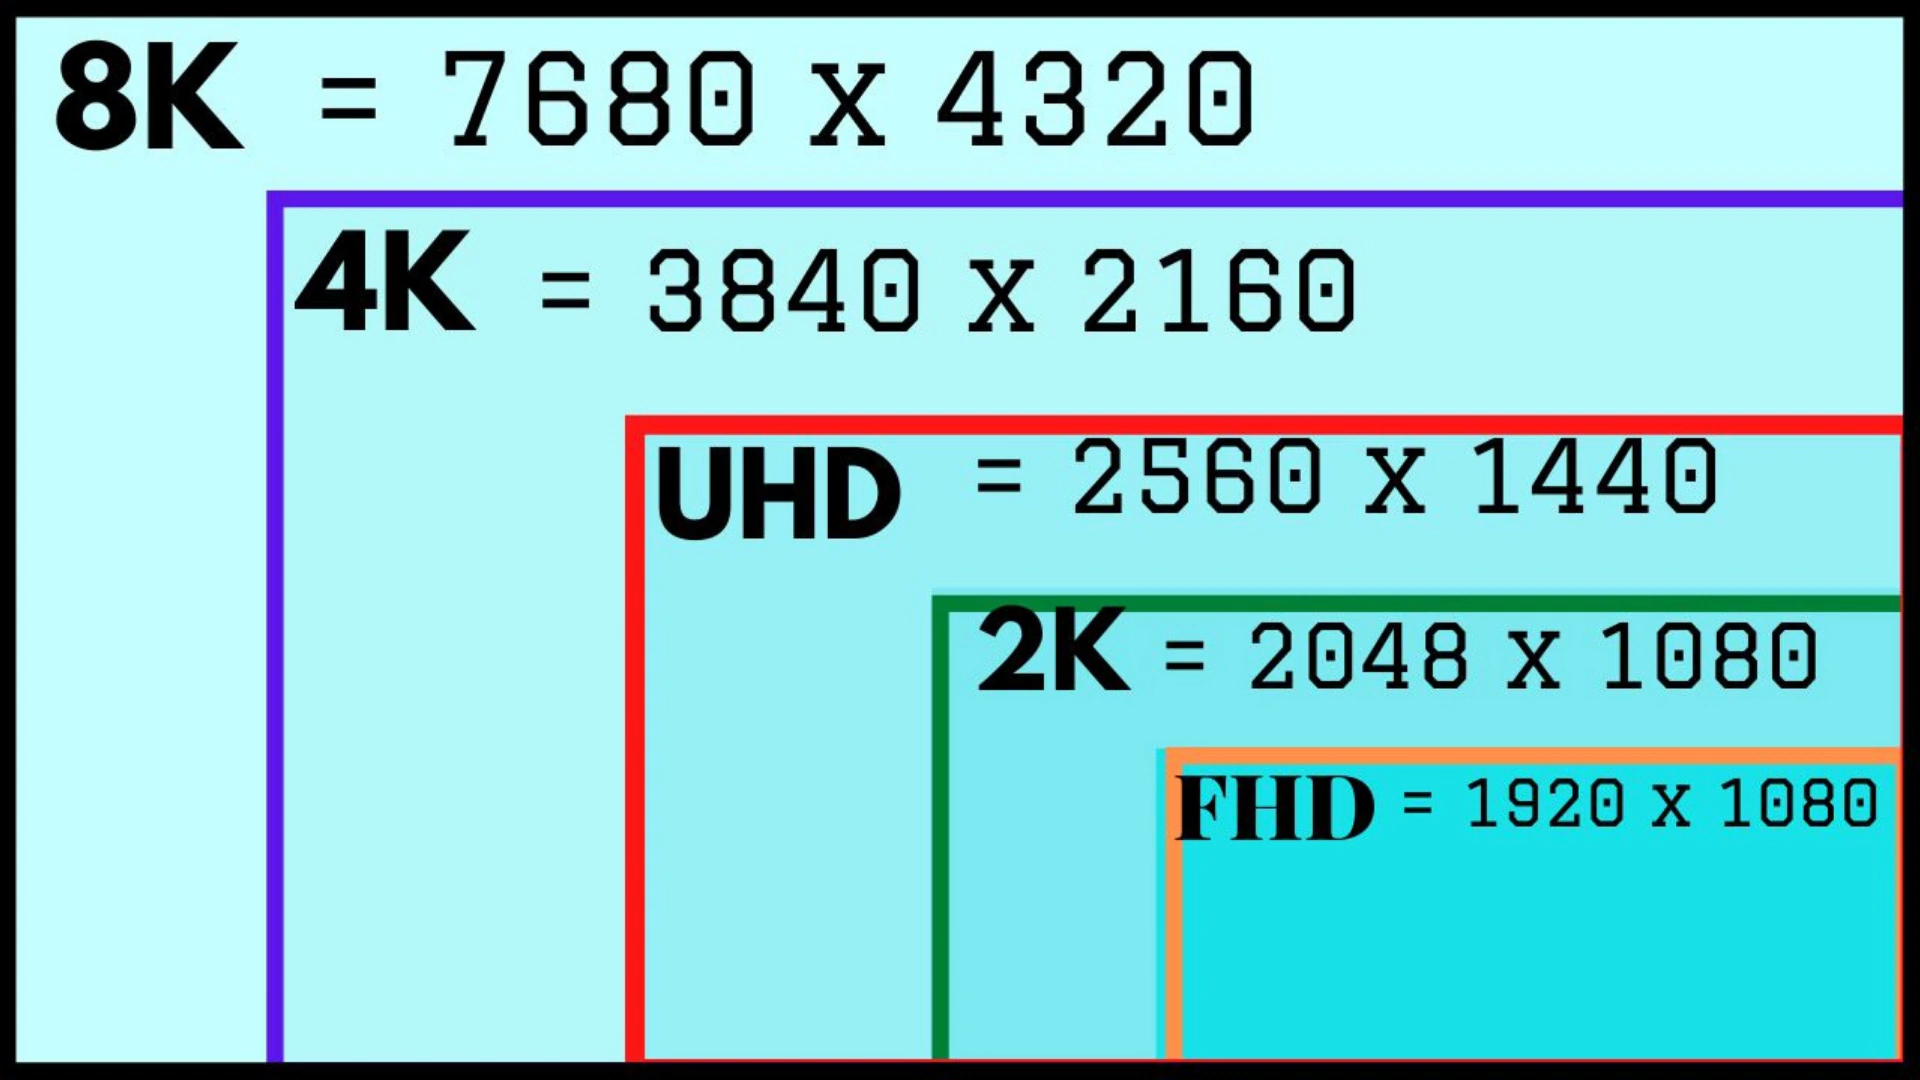 8K = 7680 X 4320
4K = 3840 X 2160
UHD = 2560 X 1440
2K = 2048 X 1080
FHD = 1920 X 1080